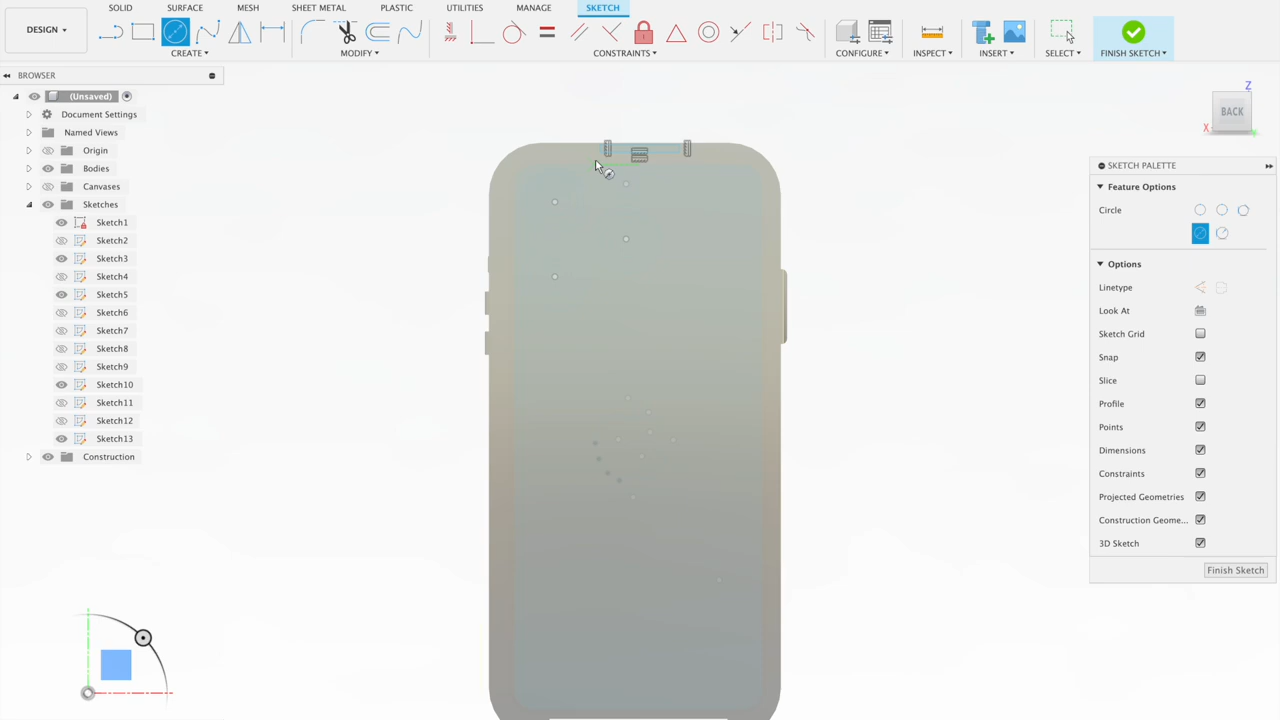 SOLID SURFACE MESH SHEET METAL PLASTIC UTILITIES MANAGE SKETCH
DESIGN
CREATE MODIFY CONSTRAINTS CONFIGURE INSPECT INSERT SELECT FINISH SKETCH
BROWSER
(Unsaved)
Document Settings
Named Views
Origin
Bodies
Canvases
Sketches
Sketch1
Sketch2
Sketch3
Sketch4
Sketch5
Sketch6
Sketch7
Sketch8
Sketch9
Sketch10
Sketch11
Sketch12
Sketch13
Construction
Z
BACK
X
SKETCH PALETTE
Feature Options
Circle
Options
Linetype
Look At
Sketch Grid
Snap
Slice
Profile
Points
Dimensions
Constraints
Projected Geometries
Construction Geome...
3D Sketch
Finish Sketch